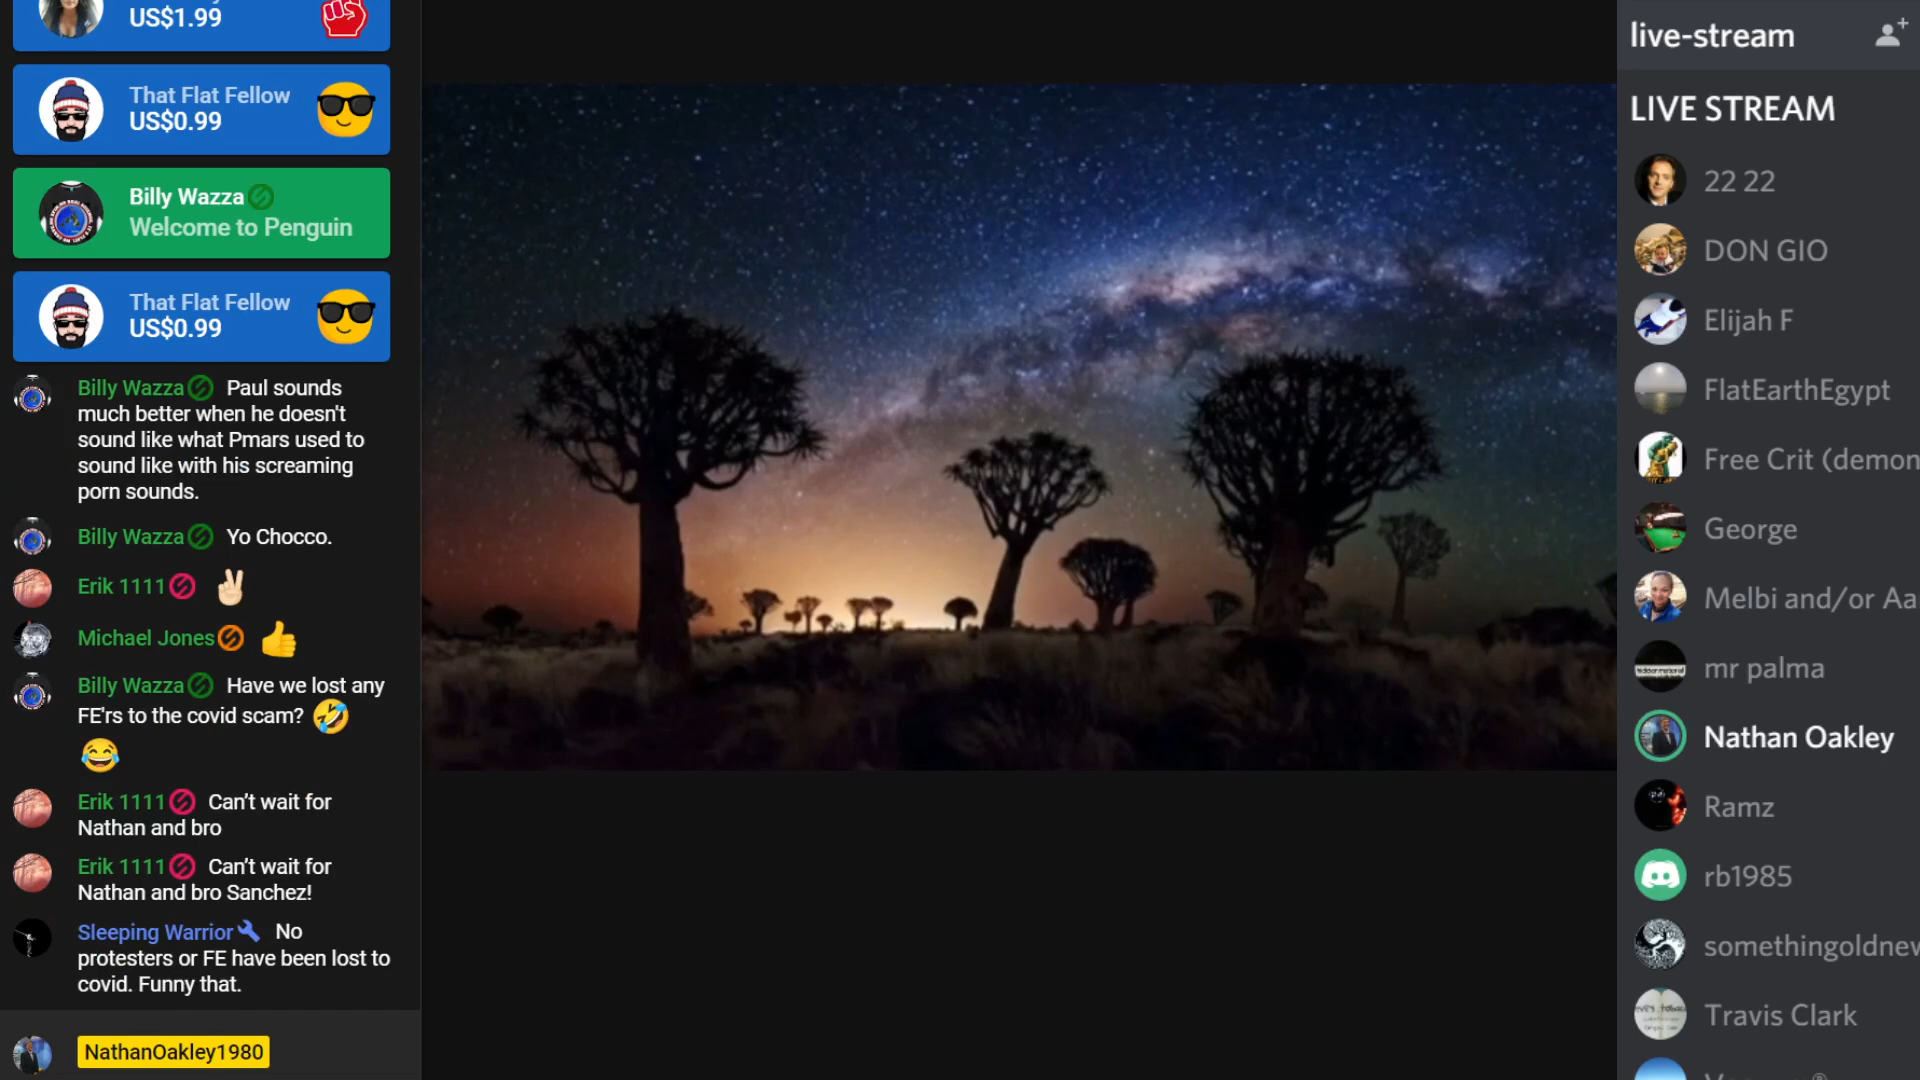 US$1.99
That Flat Fellow
US$0.99
Billy Wazza
Welcome to Penguin
That Flat Fellow
US$0.99
Billy Wazza Paul sounds
much better when he doesn't
sound like what Pmars used to
sound like with his screaming
porn sounds.
Billy Wazza Yo Chocco.
Erik 1111
Michael Jones
Billy Wazza Have we lost any
FE'rs to the covid scam?
Erik 1111 Can't wait for
Nathan and bro
Erik 1111 Can't wait for
Nathan and bro Sanchez!
Sleeping Warrior No
protesters or FE have been lost to
covid. Funny that.
NathanOakley1980
live-stream
LIVE STREAM
22 22
DON GIO
Elijah F
FlatEarthEgypt
Free Crit (demon
George
Melbi and/or Aa
mr palma
Nathan Oakley
Ramz
rb1985
somethingoldnew
Travis Clark